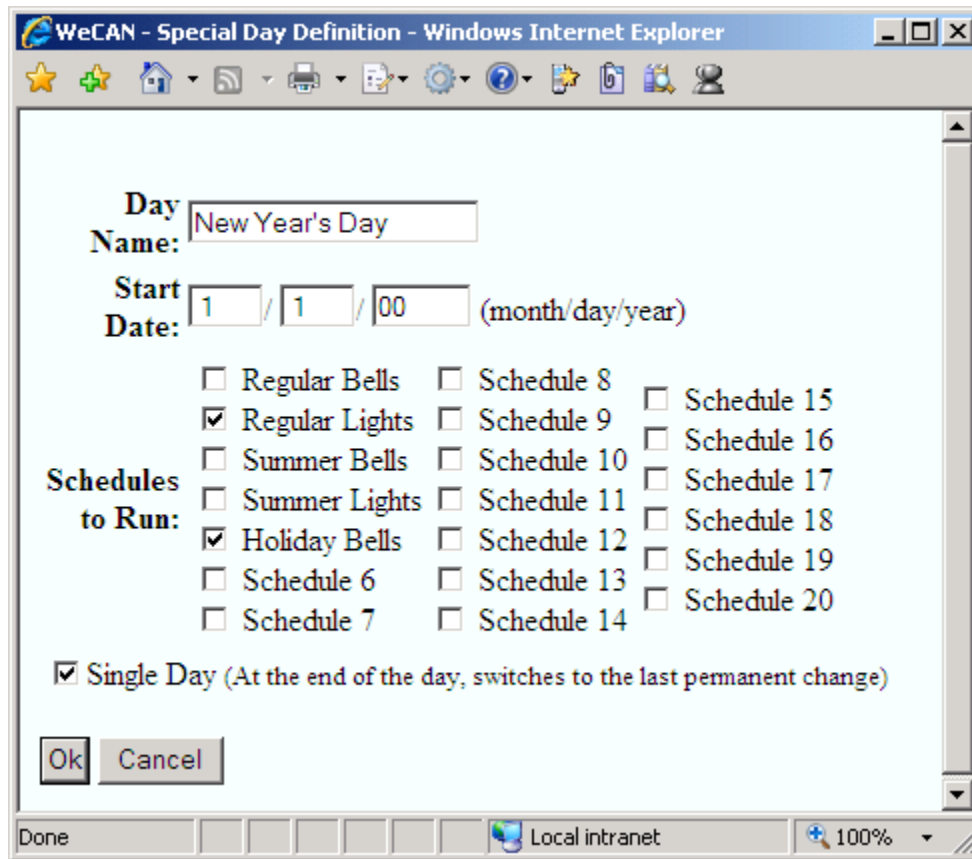 WeCAN - Special Day Definition - Windows Internet Explorer
Day Name:
New Year's Day
Start Date:
1 / 1 / 00 (month/day/year)
Schedules to Run:
Regular Bells
Regular Lights
Summer Bells
Summer Lights
Holiday Bells
Schedule 6
Schedule 7
Schedule 8
Schedule 9
Schedule 10
Schedule 11
Schedule 12
Schedule 13
Schedule 14
Schedule 15
Schedule 16
Schedule 17
Schedule 18
Schedule 19
Schedule 20
Single Day (At the end of the day, switches to the last permanent change)
Ok Cancel
Done Local intranet 100%